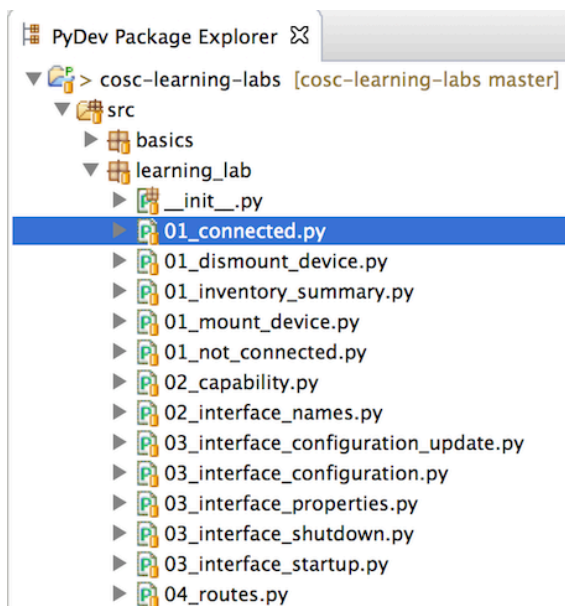 PyDev Package Explorer
> cosc-learning-labs [cosc-learning-labs master]
src
basics
learning_lab
__init__.py
01_connected.py
01_dismount_device.py
01_inventory_summary.py
01_mount_device.py
01_not_connected.py
02_capability.py
02_interface_names.py
03_interface_configuration_update.py
03_interface_configuration.py
03_interface_properties.py
03_interface_shutdown.py
03_interface_startup.py
04_routes.py